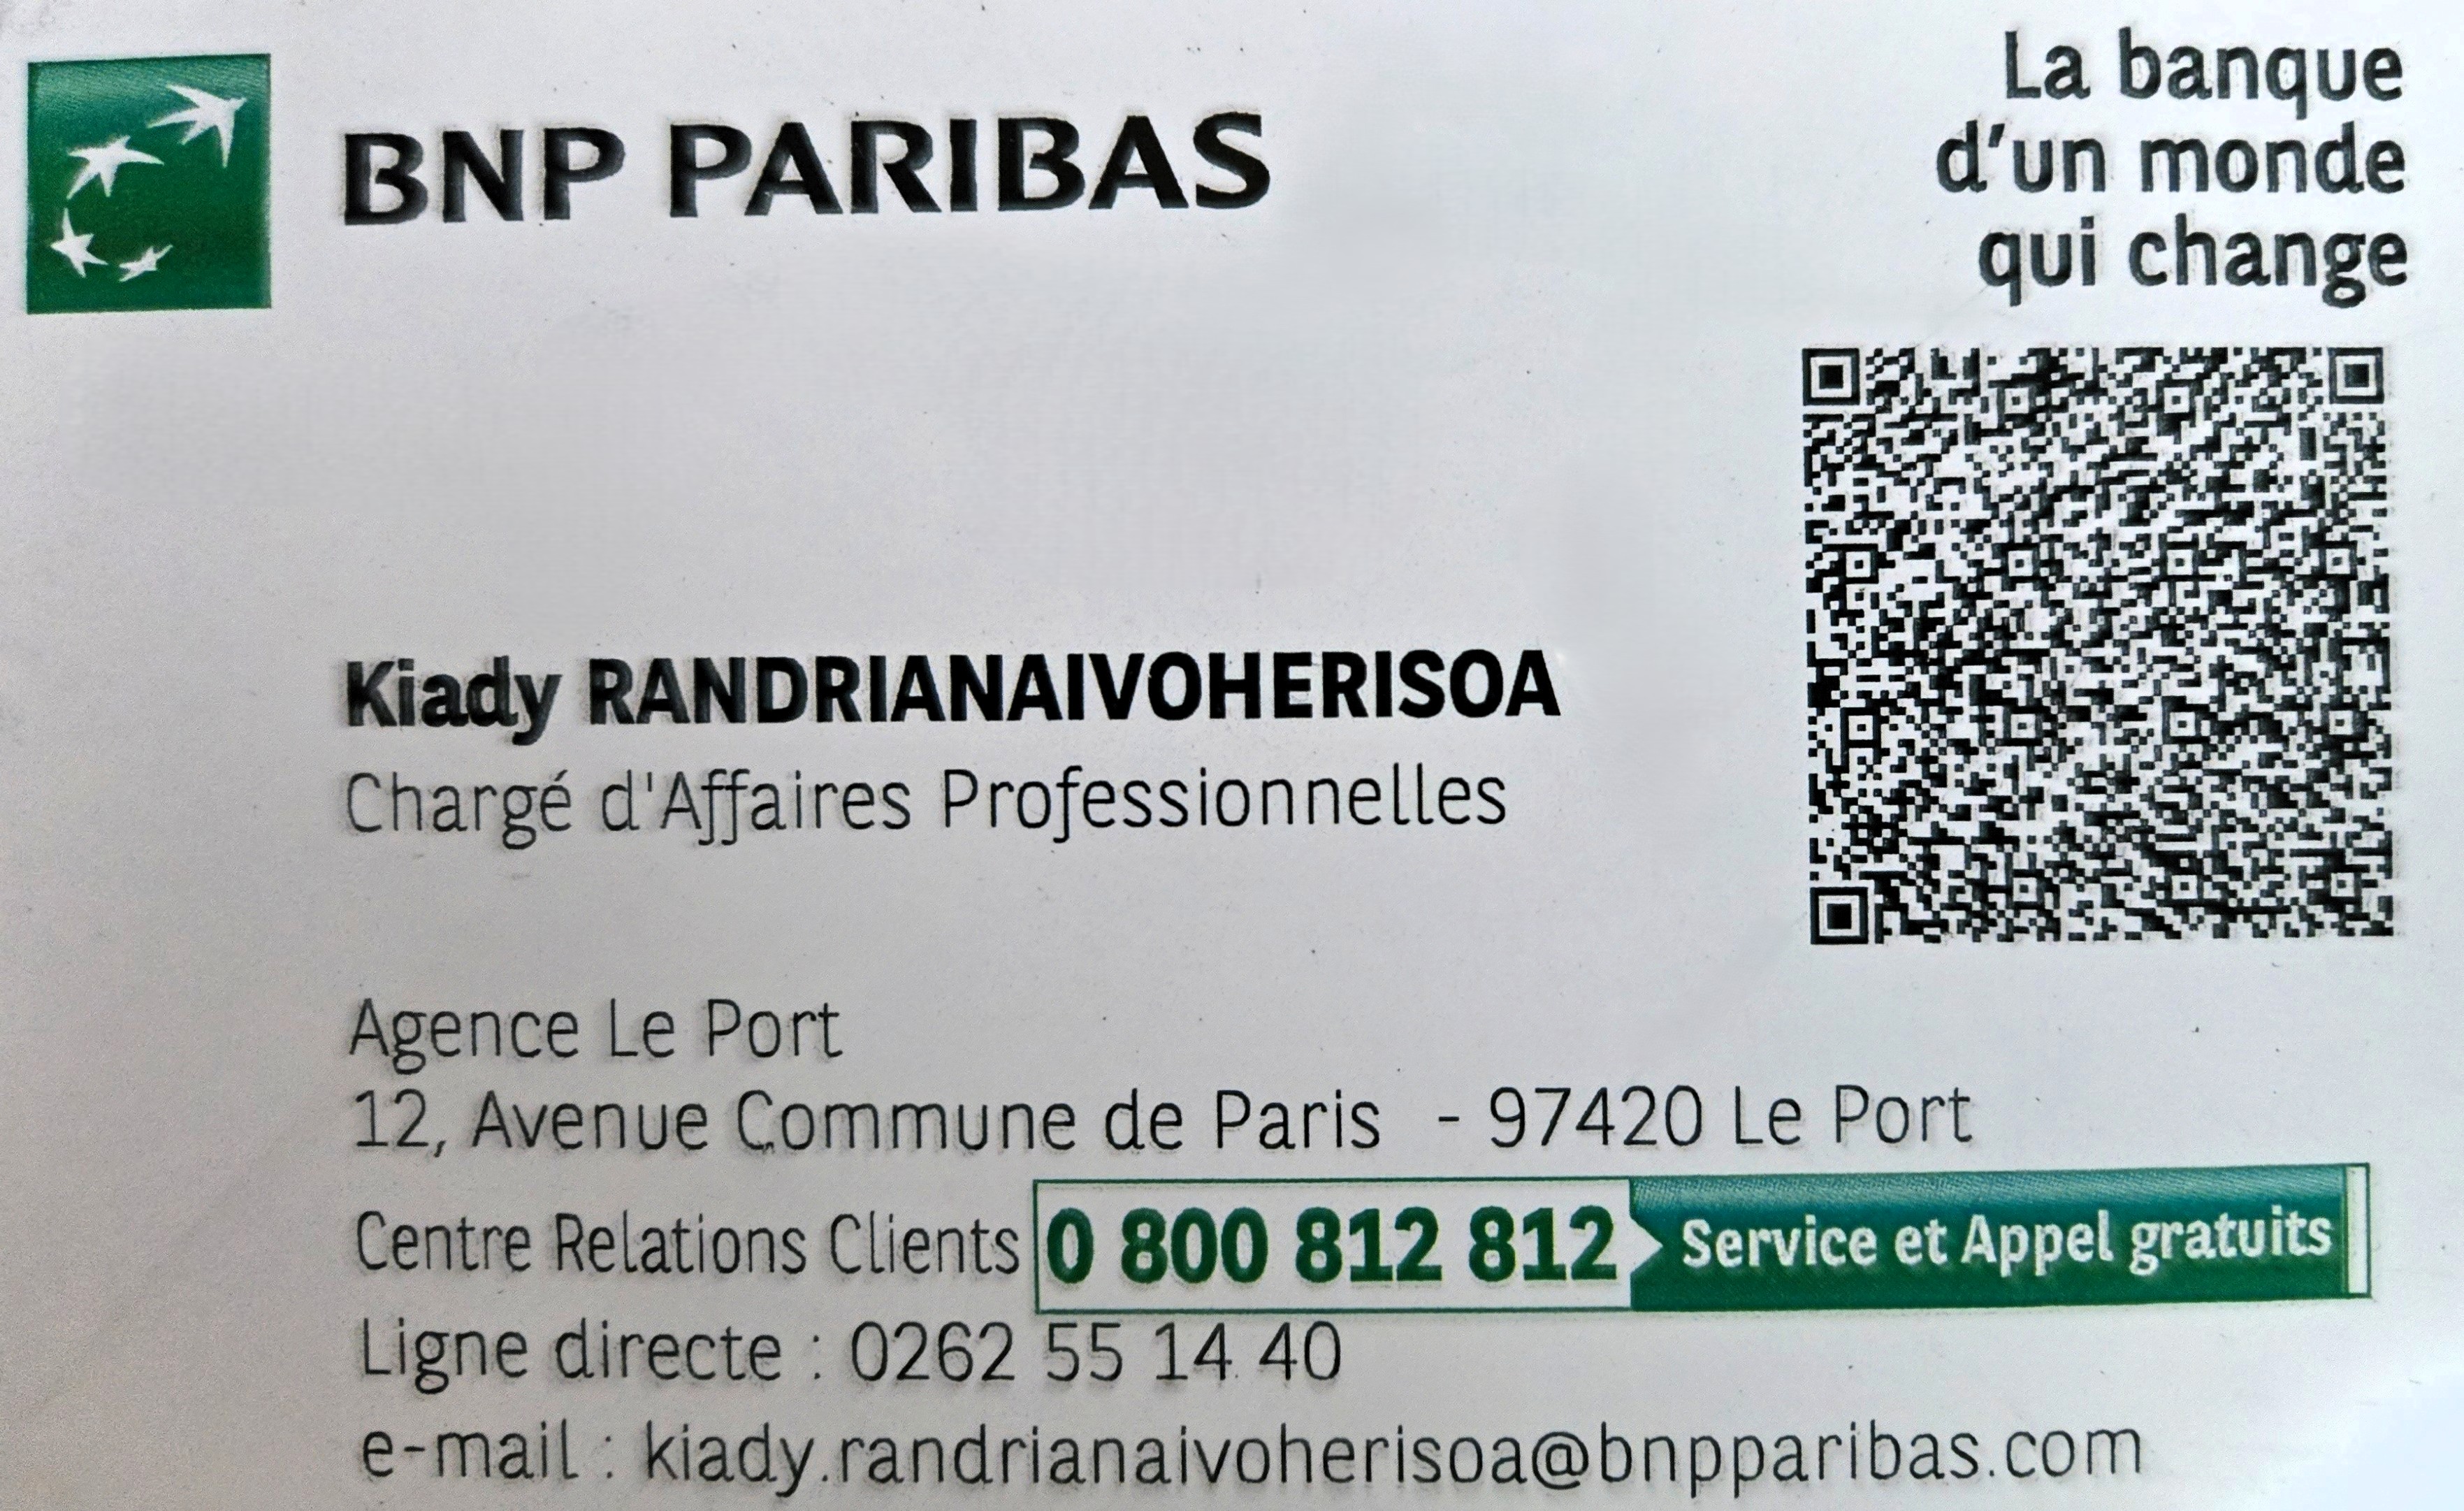 BNP PARIBAS
La banque
d'un monde
qui change
Kiady RANDRIANAIVOHERISOA
Chargé d'Affaires Professionnelles
Agence Le Port
12, Avenue Commune de Paris - 97420 Le Port
Centre Relations Clients 0 800 812 812 Service et Appel gratuits
Ligne directe : 0262 55 14 40
e-mail : kiady.randrianaivoherisoa@bnpparibas.com